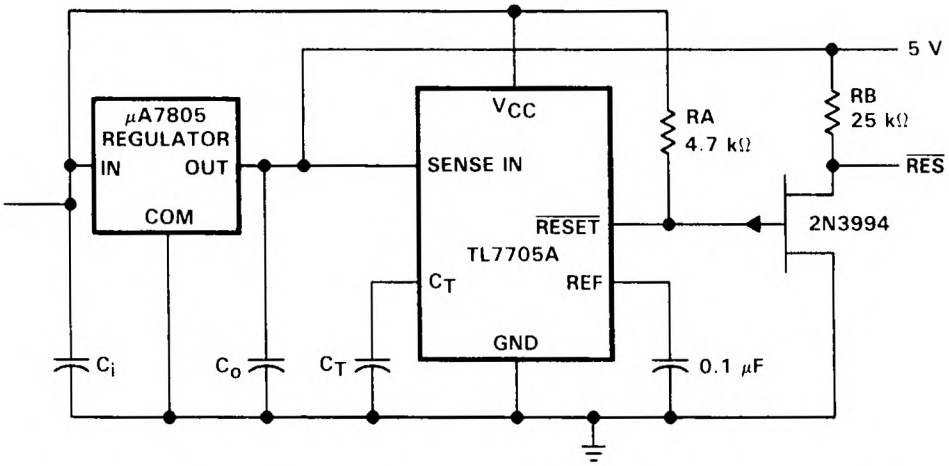 5 V
μA7805
REGULATOR
IN
OUT
COM
VCC
SENSE IN
RESET
TL7705A
CT
REF
GND
RA
4.7 kΩ
RB
25 kΩ
RES
2N3994
Ci
Co
CT
0.1 μF